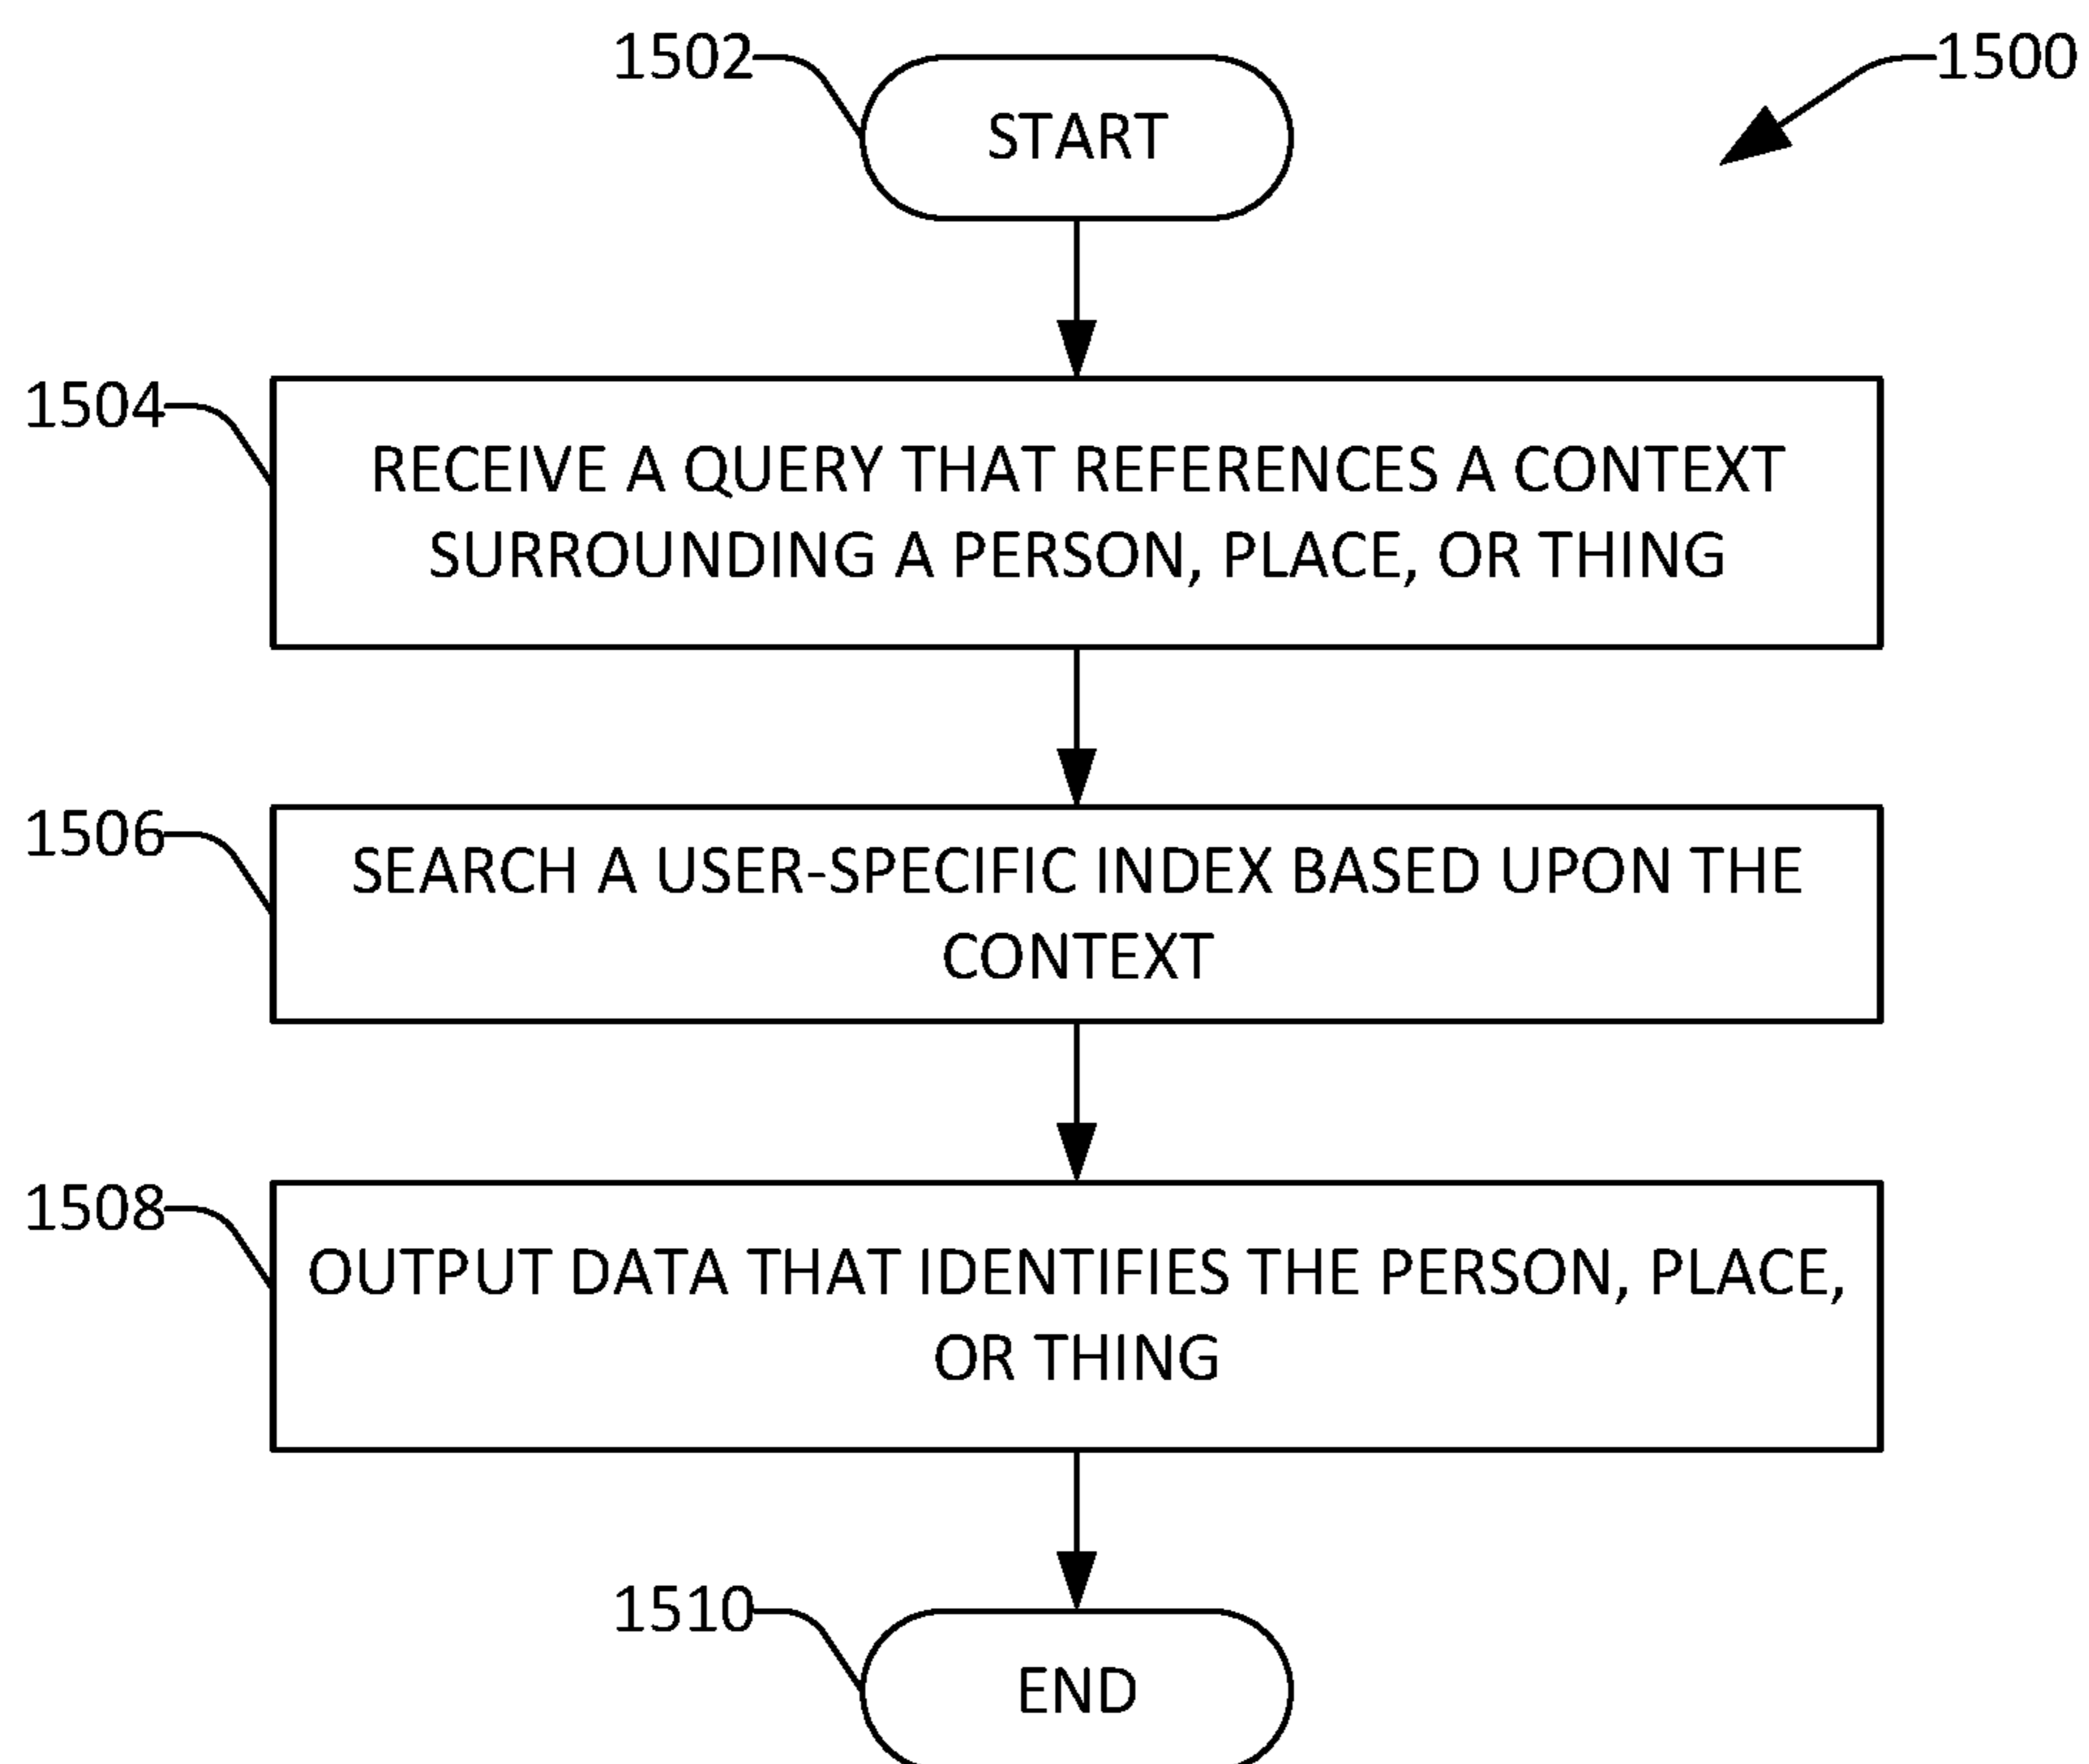 1502
1500
START
1504
RECEIVE A QUERY THAT REFERENCES A CONTEXT
SURROUNDING A PERSON, PLACE, OR THING
1506
SEARCH A USER-SPECIFIC INDEX BASED UPON THE
CONTEXT
1508
OUTPUT DATA THAT IDENTIFIES THE PERSON, PLACE,
OR THING
1510
END